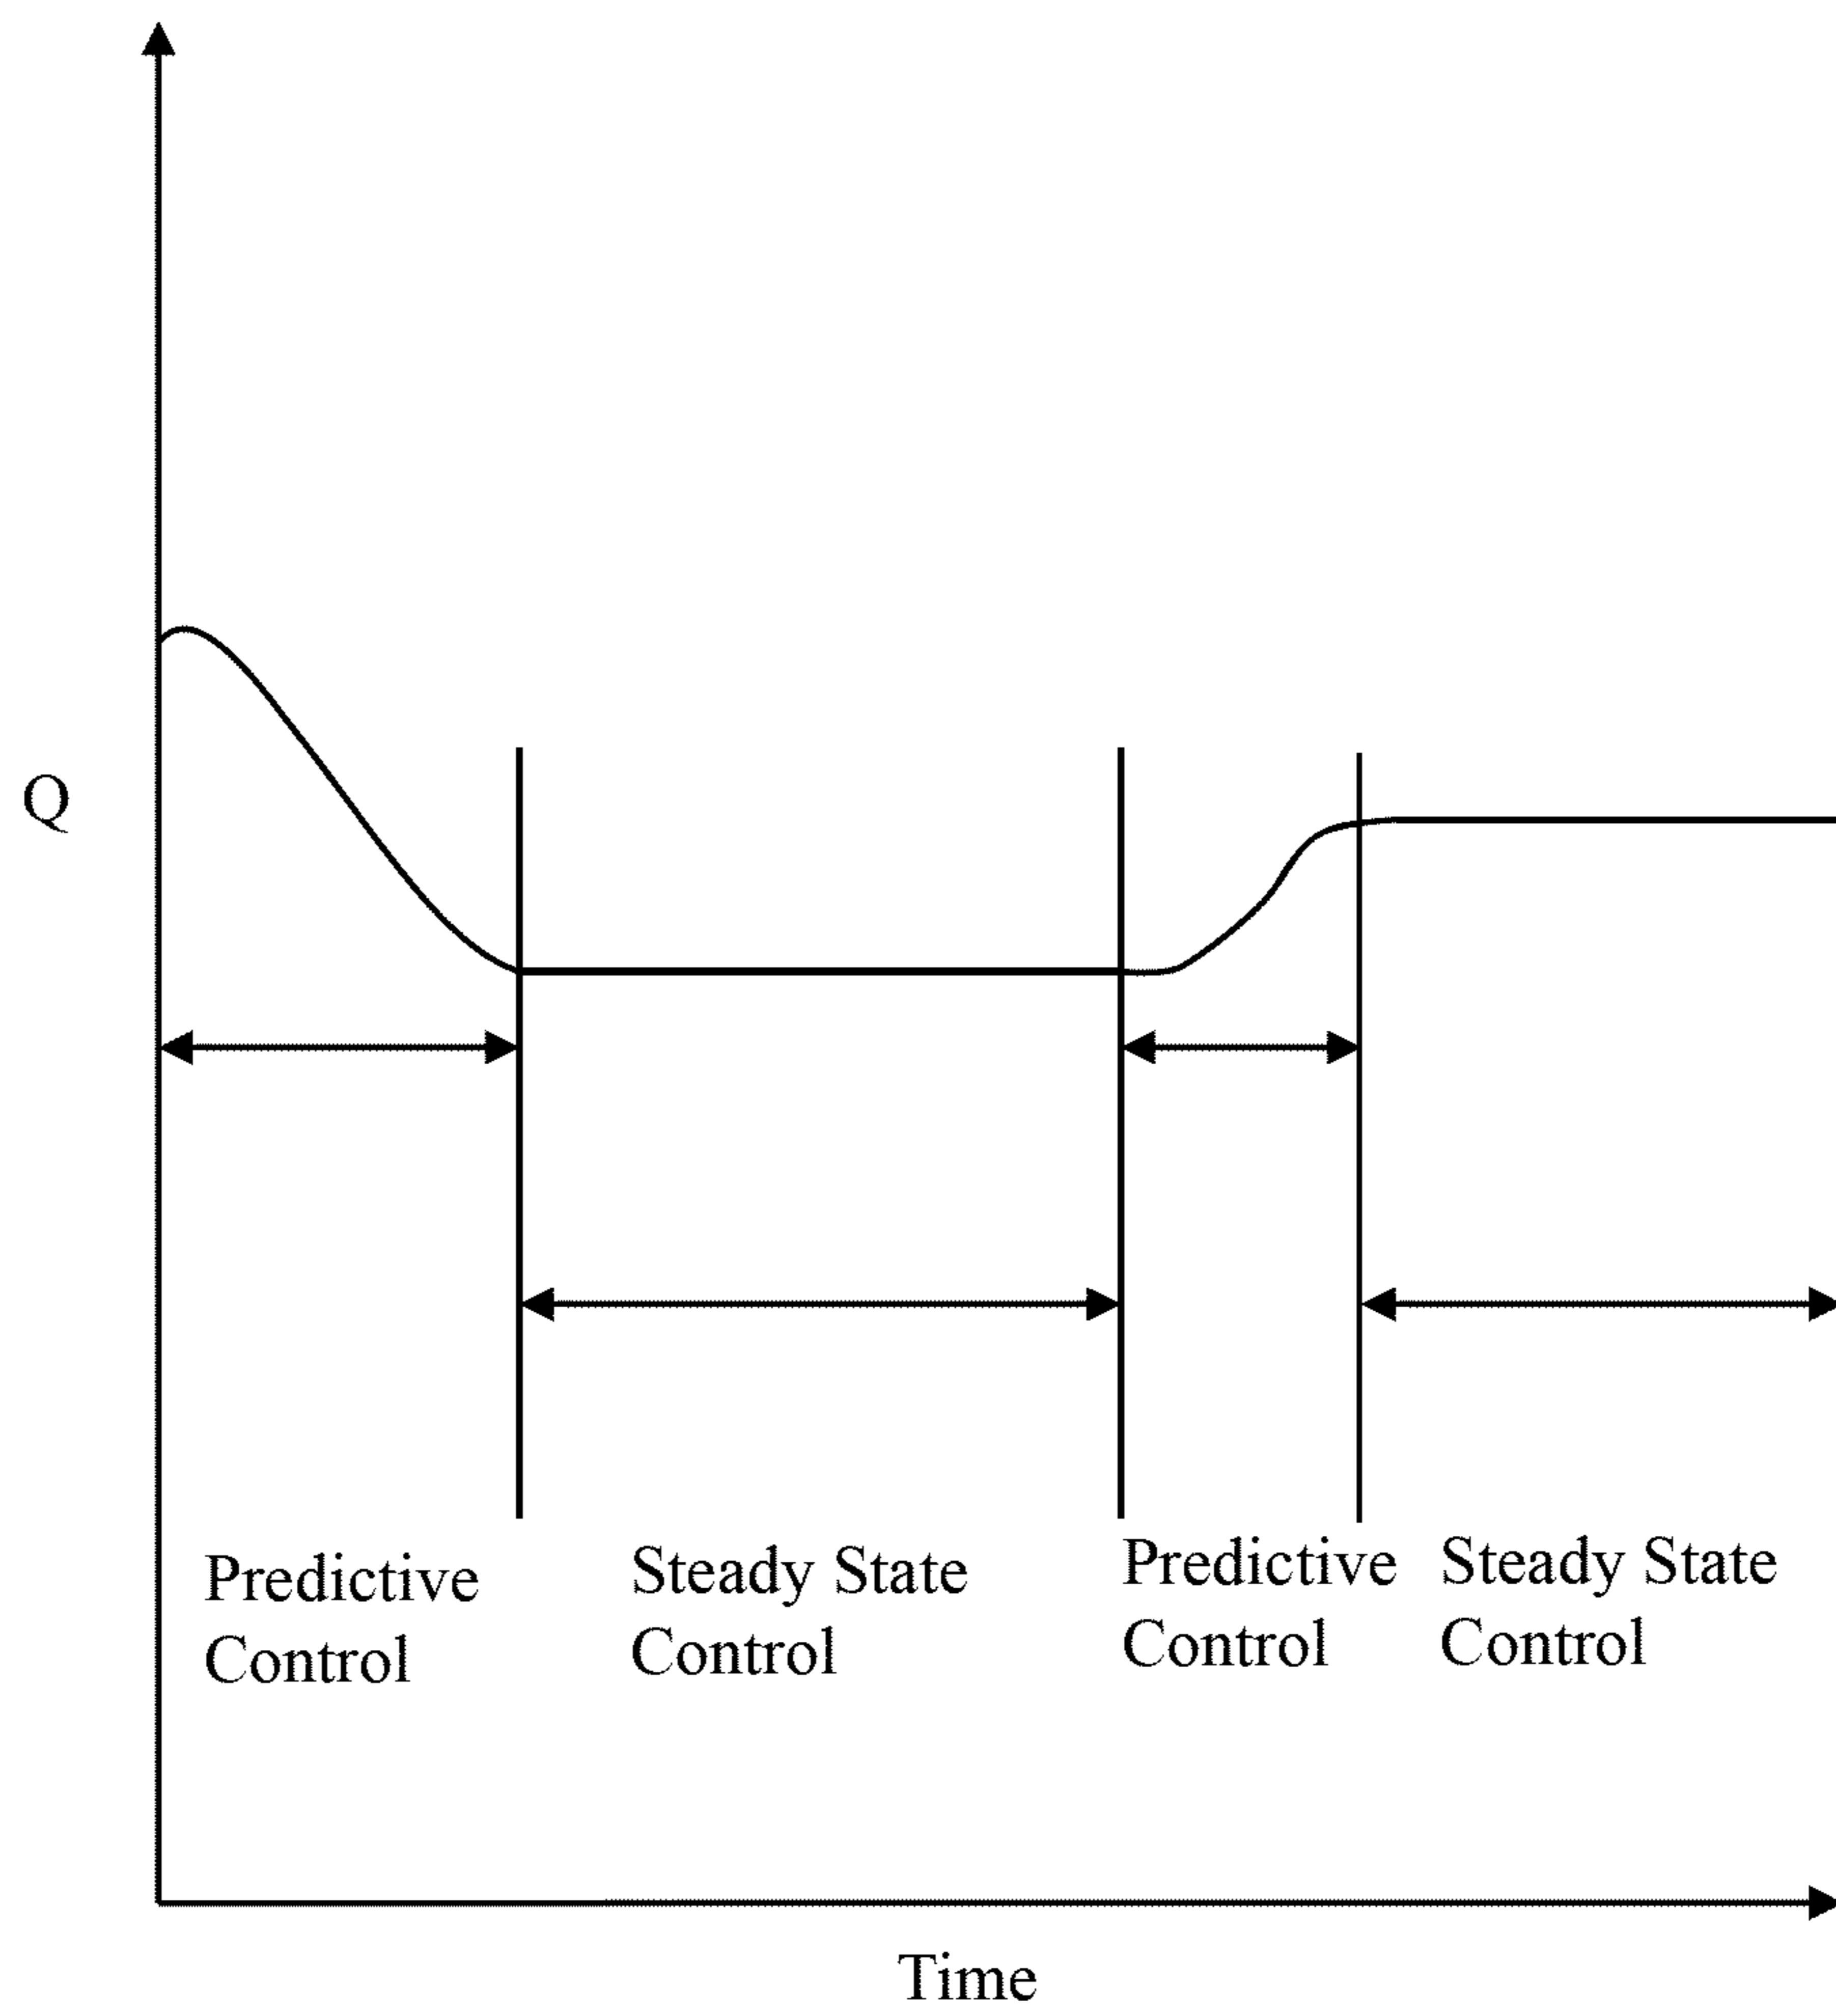 Q
Predictive
Control
Steady State
Control
Predictive
Control
Steady State
Control
Time